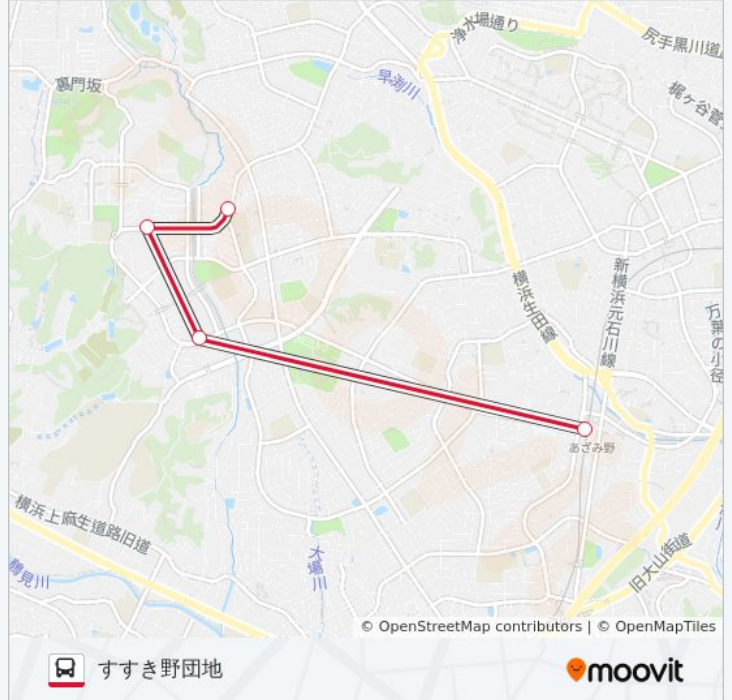 浄水場通り
尻手黒川道
裏門坂
早渕川
梶ヶ谷菅
横浜生田線
新横浜元石川線
万葉の小径
あざみ野
横浜上麻生道路旧道
鶴見川
大場川
旧大山街道
© OpenStreetMap contributors | © OpenMapTiles
すすき野団地
moovit